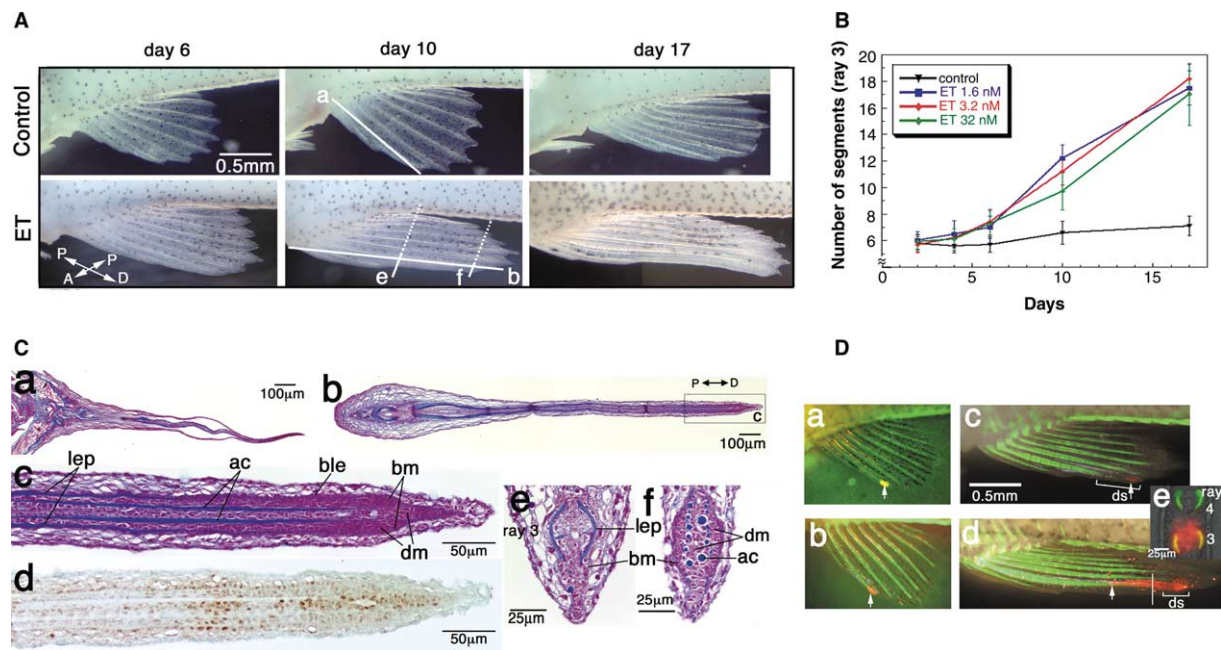 A
day 6 day 10 day 17
Control
a
0.5mm
ET
P P
A D
e f b
B
Number of segments (ray 3)
20
18
16
14
12
10
8
6
0
control
ET 1.6 nM
ET 3.2 nM
ET 32 nM
0 5 10 15
Days
C
a
100μm
b
P D
c
100μm
c
lep ac ble bm
dm
50μm
d
50μm
e
ray 3
lep
bm
25μm
f
dm
ac
25μm
D
a
b
c
0.5mm
ds
d
ds
e
ray
4
3
25μm